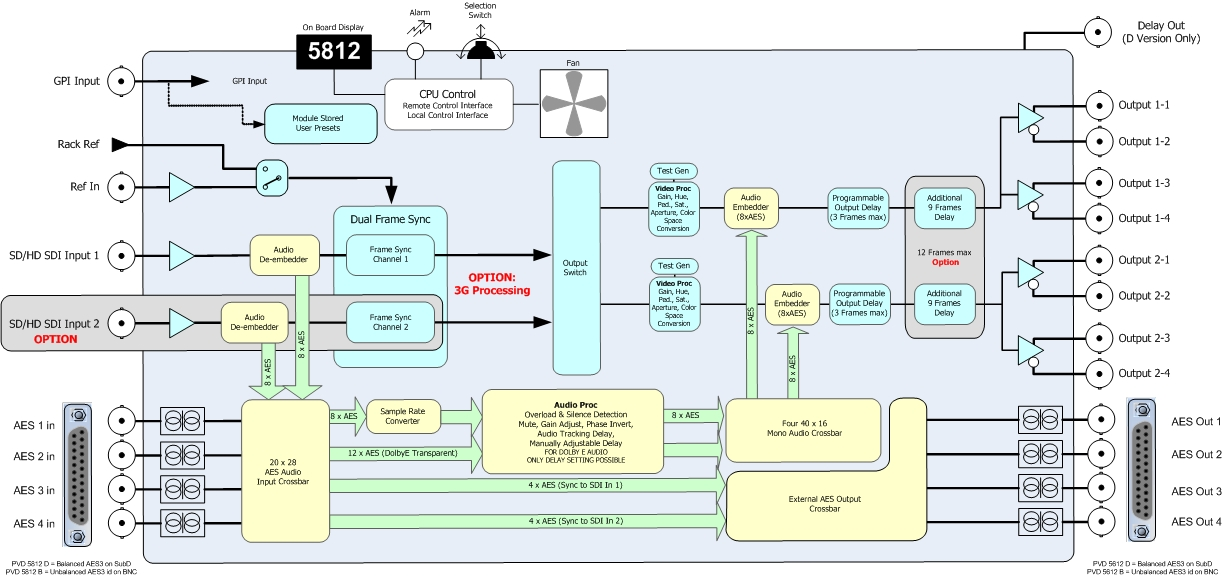 Alarm
Selection
Switch
On Board Display
5812
Delay Out
(D Version Only)
GPI Input
GPI Input
Fan
CPU Control
Remote Control Interface
Local Control Interface
Module Stored
User Presets
Output 1-1
Output 1-2
Output 1-3
Output 1-4
Rack Ref
Ref In
Dual Frame Sync
SD/HD SDI Input 1
Audio
De-embedder
Frame Sync
Channel 1
OPTION:
3G Processing
SD/HD SDI Input 2
OPTION
Audio
De-embedder
Frame Sync
Channel 2
Output
Switch
Test Gen
Video Proc
Gain, Hue,
Ped., Sat.,
Aperture, Color
Space
Conversion
Audio
Embedder
(8xAES)
Programmable
Output Delay
(3 Frames max)
Additional
9 Frames
Delay
12 Frames max
Option
Test Gen
Video Proc
Gain, Hue,
Ped., Sat.,
Aperture, Color
Space
Conversion
Audio
Embedder
(8xAES)
Programmable
Output Delay
(3 Frames max)
Additional
9 Frames
Delay
Output 2-1
Output 2-2
Output 2-3
Output 2-4
8 x AES
8 x AES
8 x AES
8 x AES
AES 1 in
AES 2 in
AES 3 in
AES 4 in
20 x 28
AES Audio
Input Crossbar
8 x AES
Sample Rate
Converter
12 x AES (DolbyE Transparent)
Audio Proc
Overload & Silence Detection
Mute, Gain Adjust, Phase Invert,
Audio Tracking Delay,
Manually Adjustable Delay
FOR DOLBY E AUDIO
ONLY DELAY SETTING POSSIBLE
8 x AES
4 x AES (Sync to SDI In 1)
4 x AES (Sync to SDI In 2)
Four 40 x 16
Mono Audio Crossbar
External AES Output
Crossbar
AES Out 1
AES Out 2
AES Out 3
AES Out 4
PVD 5812 D = Balanced AES3 on SubD
PVD 5812 B = Unbalanced AES3 id on BNC
PVD 5612 D = Balanced AES3 on SubD
PVD 5612 B = Unbalanced AES3 id on BNC